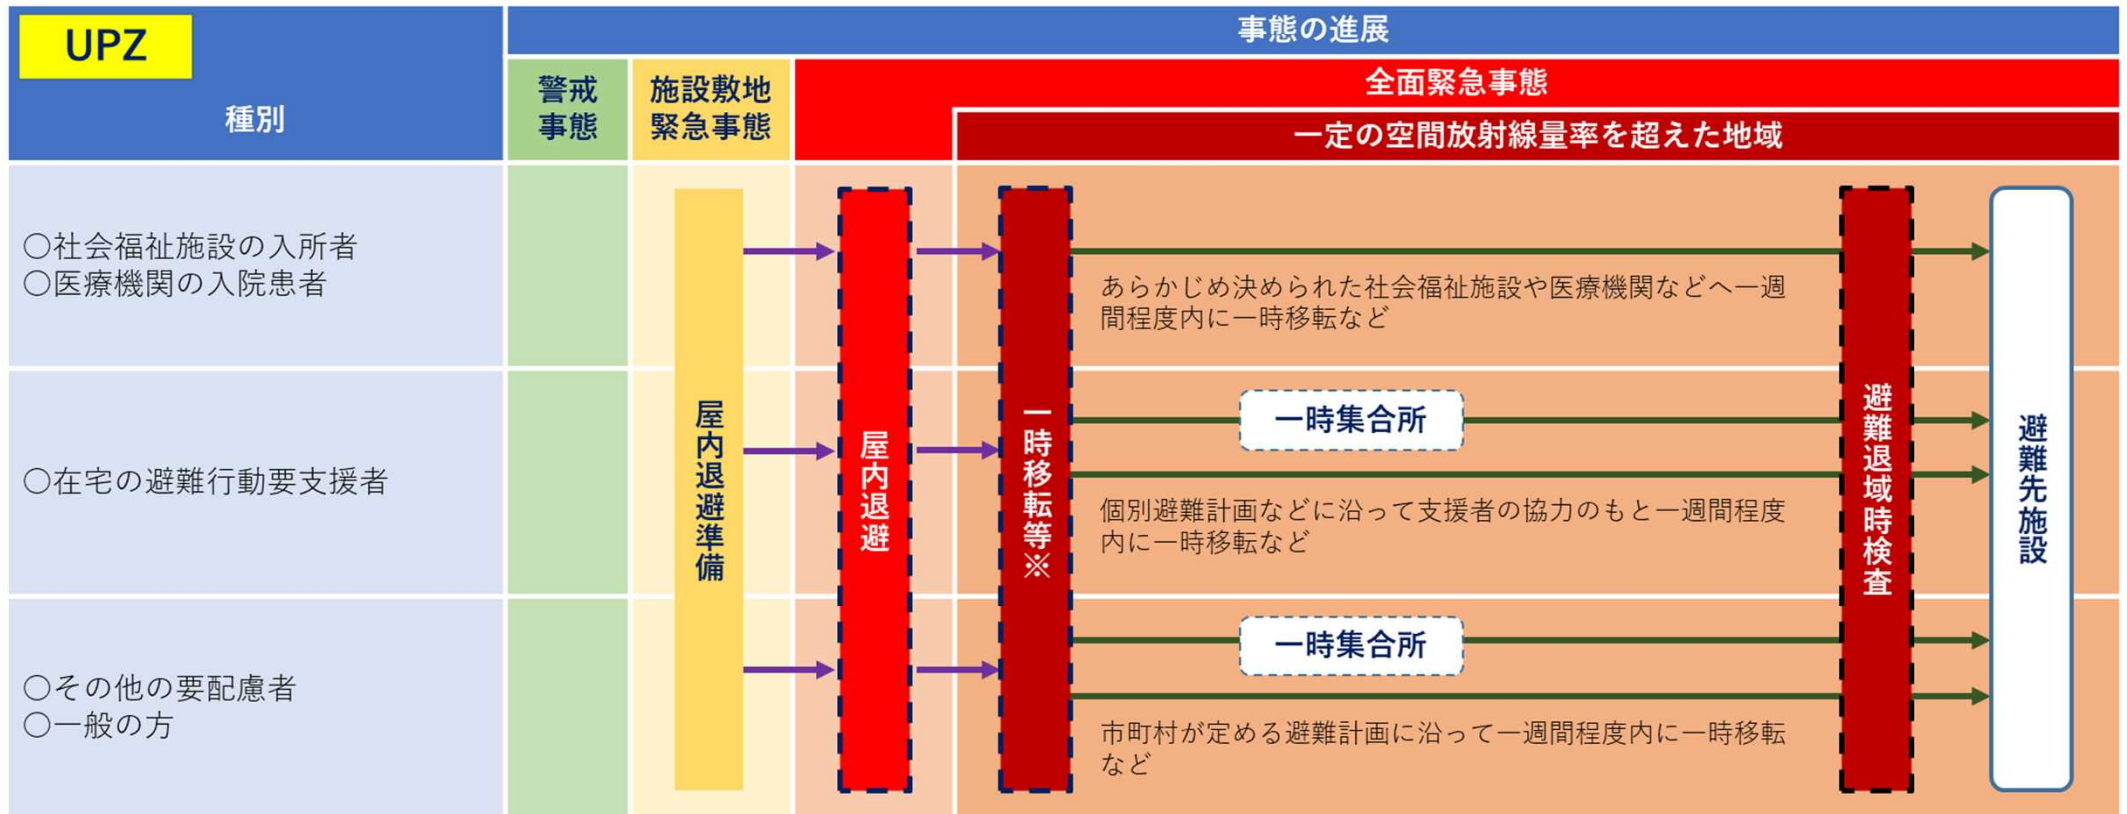 UPZ
種別
事態の進展
警戒
事態
施設敷地
緊急事態
全面緊急事態
一定の空間放射線量率を超えた地域
○社会福祉施設の入所者
○医療機関の入院患者
○在宅の避難行動要支援者
○その他の要配慮者
○一般の方
屋内退避準備
屋内退避
一時移転等※
あらかじめ決められた社会福祉施設や医療機関などへ一週
間程度内に一時移転など
一時集合所
個別避難計画などに沿って支援者の協力のもと一週間程度
内に一時移転など
一時集合所
市町村が定める避難計画に沿って一週間程度内に一時移転
など
避難退域時検査
避難先施設